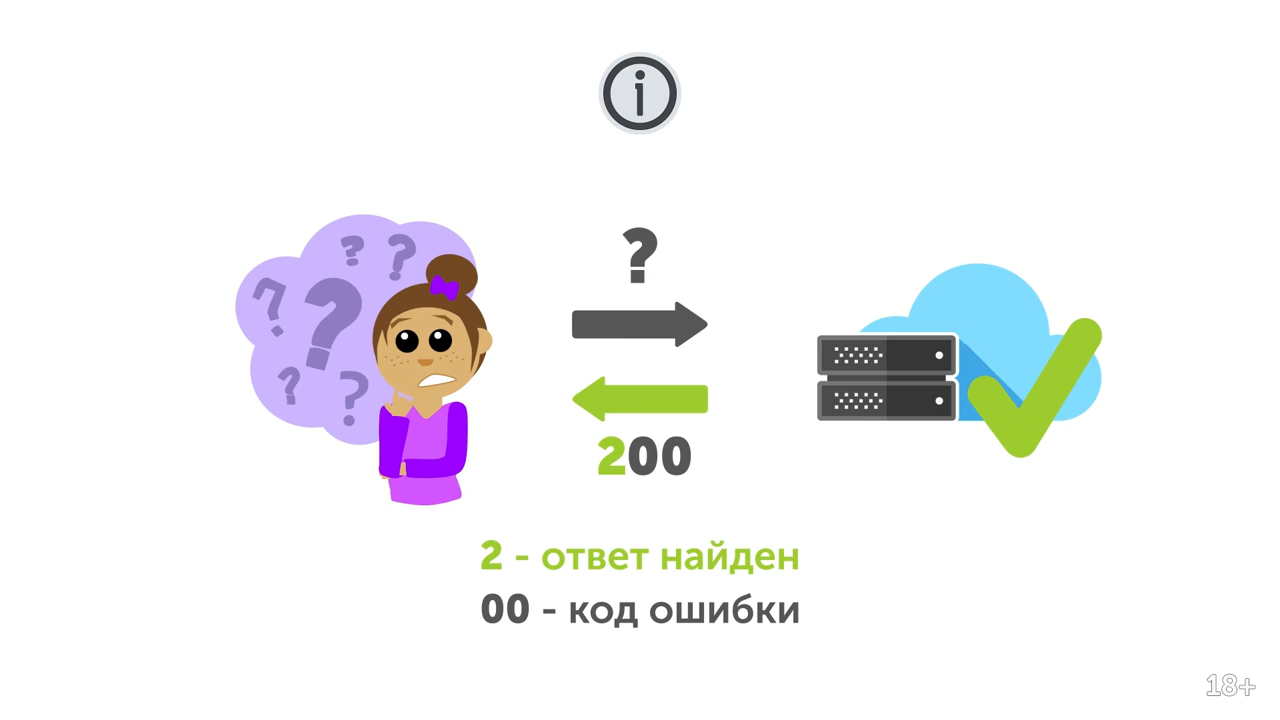 i
? ? ? ? ? ?
?
200
2 - ответ найден
00 - код ошибки
18+